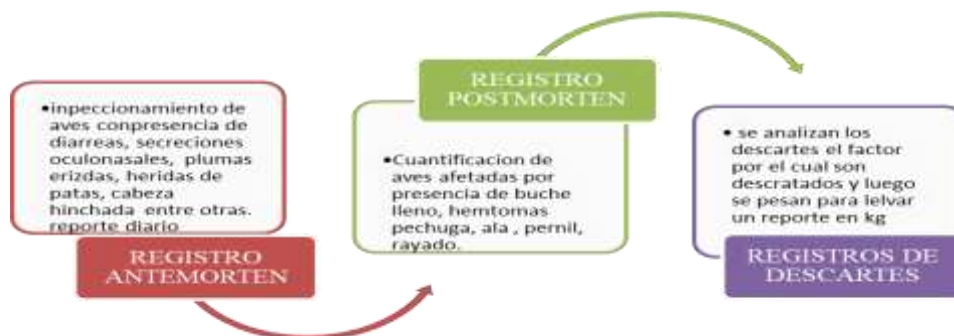 •inpeccionamiento de
aves conpresencia de
diarreas, secreciones
oculonasales, plumas
erizdas, heridas de
patas, cabeza
hinchada entre otras.
reporte diario
REGISTRO
ANTEMORTEN
REGISTRO
POSTMORTEN
•Cuantificacion de
aves afetadas por
presencia de buche
lleno, hemtomas
pechuga, ala , pernil,
rayado.
• se analizan los
descartes el factor
por el cual son
descratados y luego
se pesan para lelvar
un reporte en kg
REGISTROS DE
DESCARTES